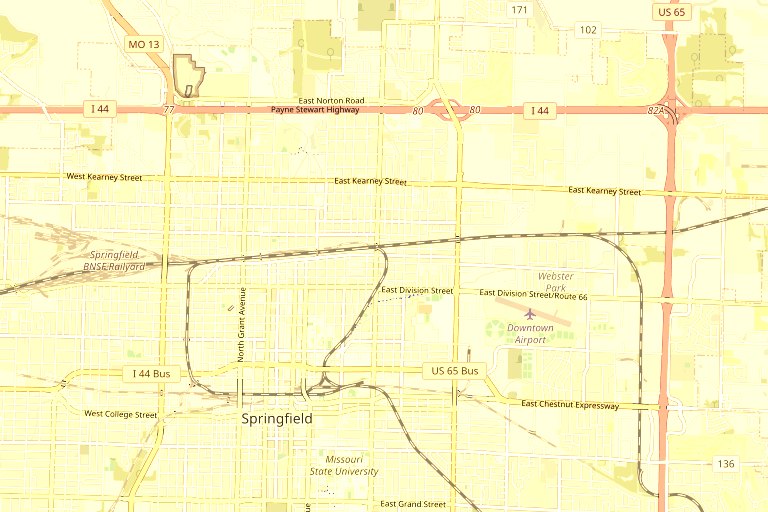 171
US 65
102
MO 13
East Norton Road
I 44
77
Payne Stewart Highway
80
80
I 44
82A
West Kearney Street
East Kearney Street
East Kearney Street
Springfield
BNSF Railyard
Webster
Park
East Division Street
East Division Street/Route 66
North Grant Avenue
Downtown
Airport
I 44 Bus
US 65 Bus
East Chestnut Expressway
West College Street
Springfield
Missouri
State University
136
East Grand Street